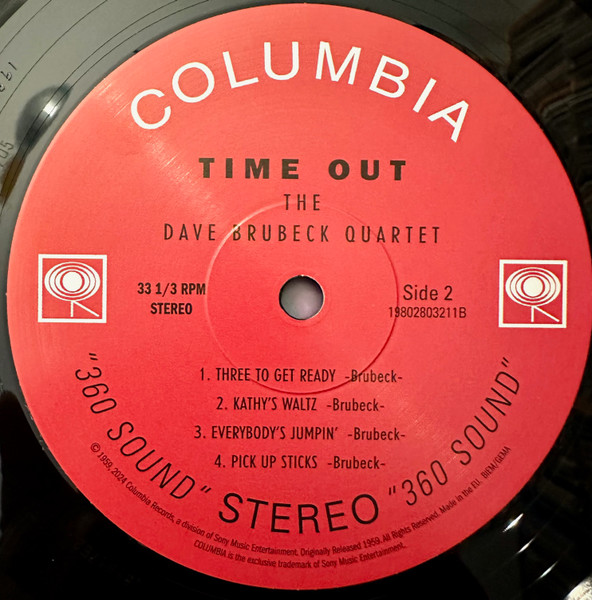 COLUMBIA
TIME OUT
THE
DAVE BRUBECK QUARTET
33 1/3 RPM
STEREO
Side 2
19802803211B
1. THREE TO GET READY -Brubeck-
2. KATHY'S WALTZ -Brubeck-
3. EVERYBODY'S JUMPIN' -Brubeck-
4. PICK UP STICKS -Brubeck-
"360 SOUND" STEREO "360 SOUND"
© 1959, 2024 Columbia Records, a division of Sony Music Entertainment. Originally Released 1959. All Rights Reserved. Made in the EU. BIEM/GEMA
COLUMBIA is the exclusive trademark of Sony Music Entertainment.